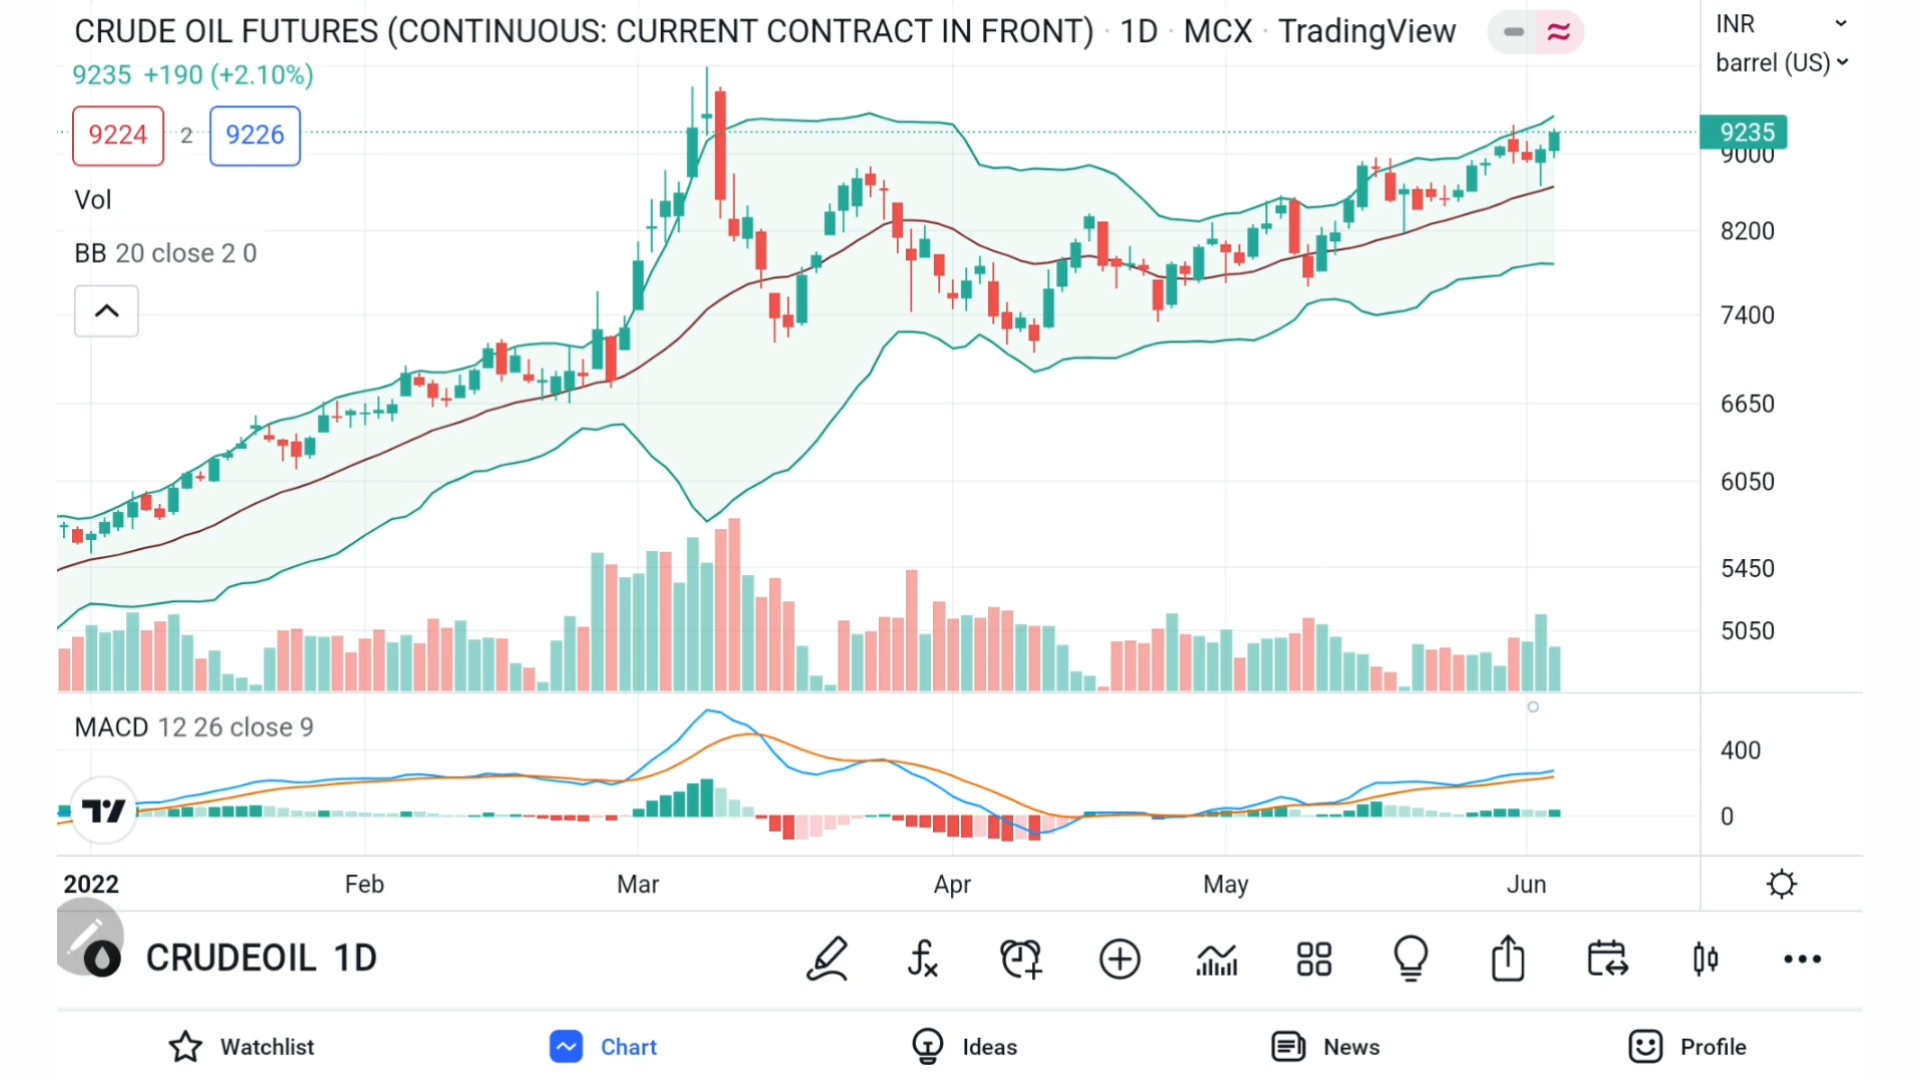 CRUDE OIL FUTURES (CONTINUOUS: CURRENT CONTRACT IN FRONT) · 1D · MCX · TradingView
9235 +190 (+2.10%)
9224 2 9226
Vol
BB 20 close 2 0
INR
barrel (US)
9235
9000
8200
7400
6650
6050
5450
5050
MACD 12 26 close 9
400
0
2022 Feb Mar Apr May Jun
CRUDEOIL 1D
Watchlist Chart Ideas News Profile